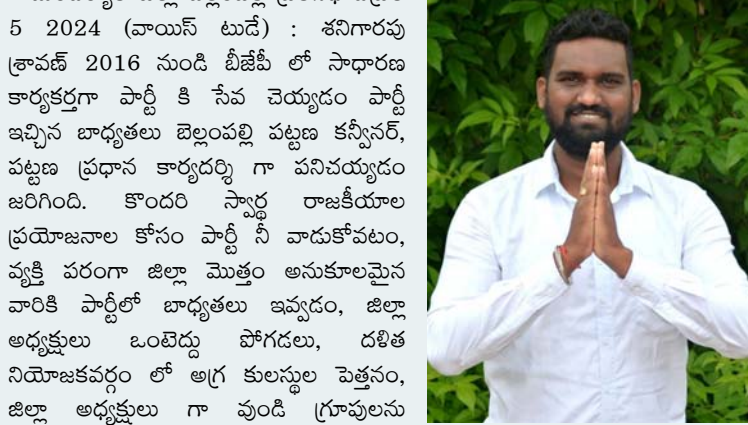 5 2024 (వాయిస్ టుడే) : శనిగారపు
శ్రావణ్ 2016 నుండి బీజేపీ లో సాధారణ
కార్యకర్తగా పార్టీ కి సేవ చెయ్యడం పార్టీ
ఇచ్చిన బాధ్యతలు బెల్లంపల్లి పట్టణ కన్వీనర్,
పట్టణ ప్రధాన కార్యదర్శి గా పనిచయ్యడం
జరిగింది. కొందరి స్వార్థ రాజకీయాల
ప్రయోజనాల కోసం పార్టీ నీ వాడుకోవటం,
వ్యక్తి పరంగా జిల్లా మొత్తం అనుకూలమైన
వారికి పార్టీలో బాధ్యతలు ఇవ్వడం, జిల్లా
అధ్యక్షులు ఒంటెద్దు పోగడలు, దళిత
నియోజకవర్గం లో అగ్ర కులస్థుల పెత్తనం,
జిల్లా అధ్యక్షులు గా వుండి గ్రూపులను